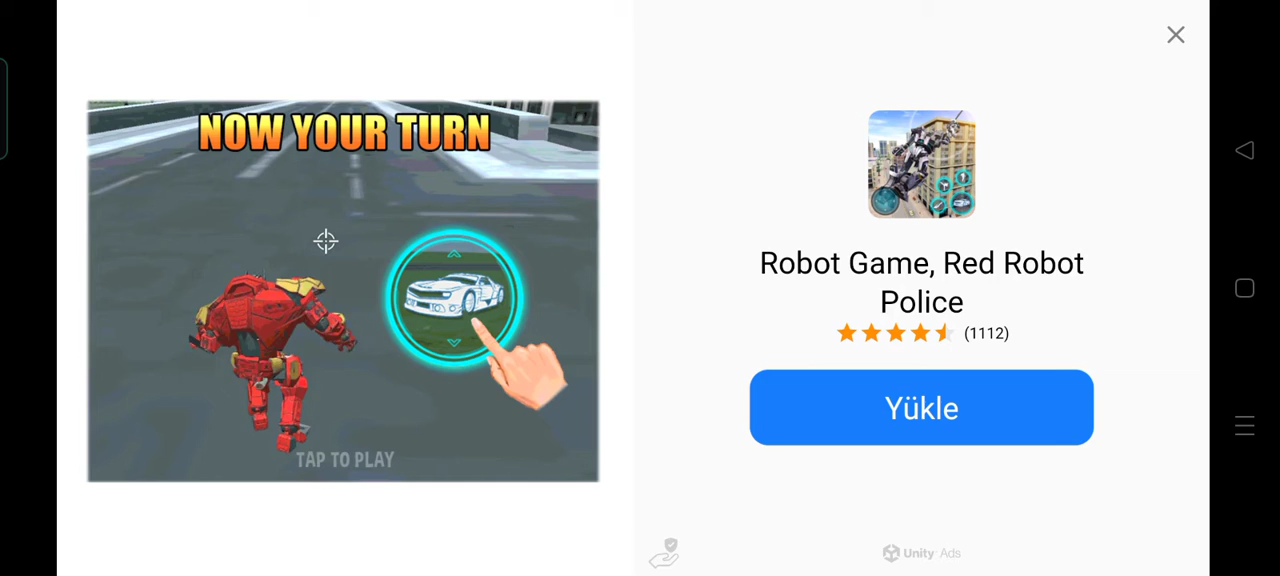 NOW YOUR TURN
TAP TO PLAY
Robot Game, Red Robot
Police
(1112)
Yükle
Unity Ads